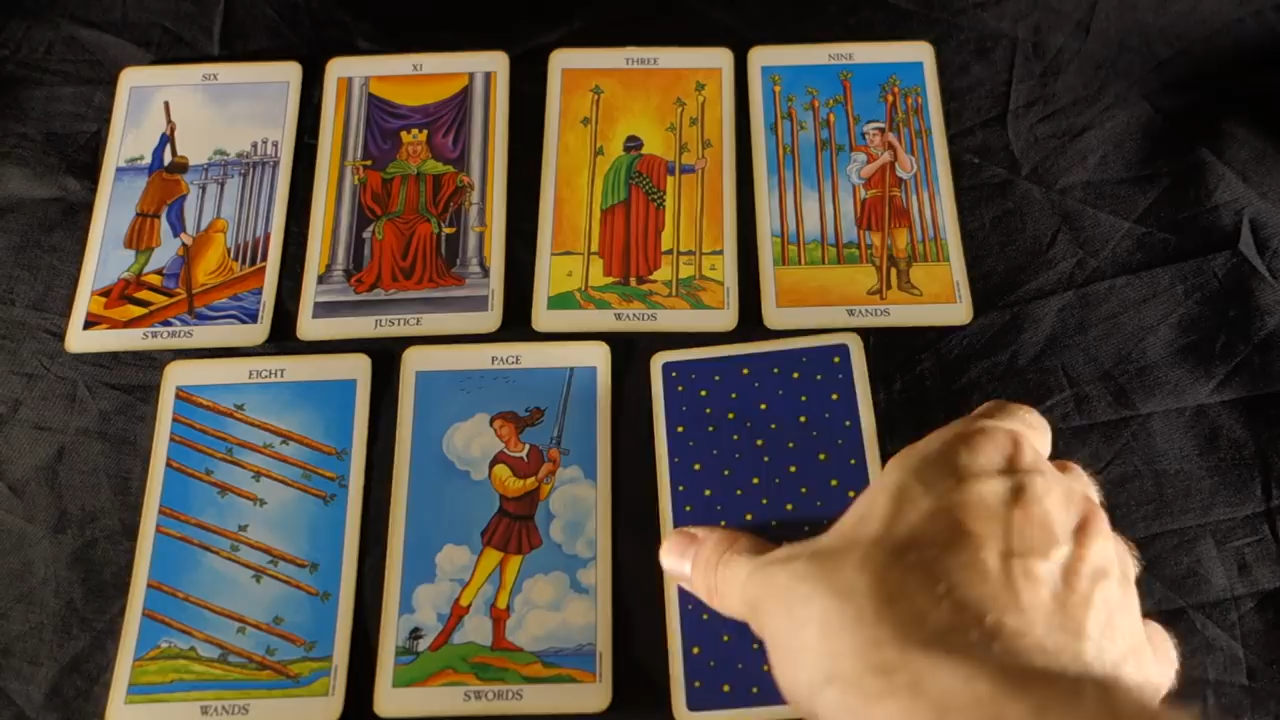 SIX
SWORDS
XI
JUSTICE
THREE
WANDS
NINE
WANDS
EIGHT
WANDS
PAGE
SWORDS